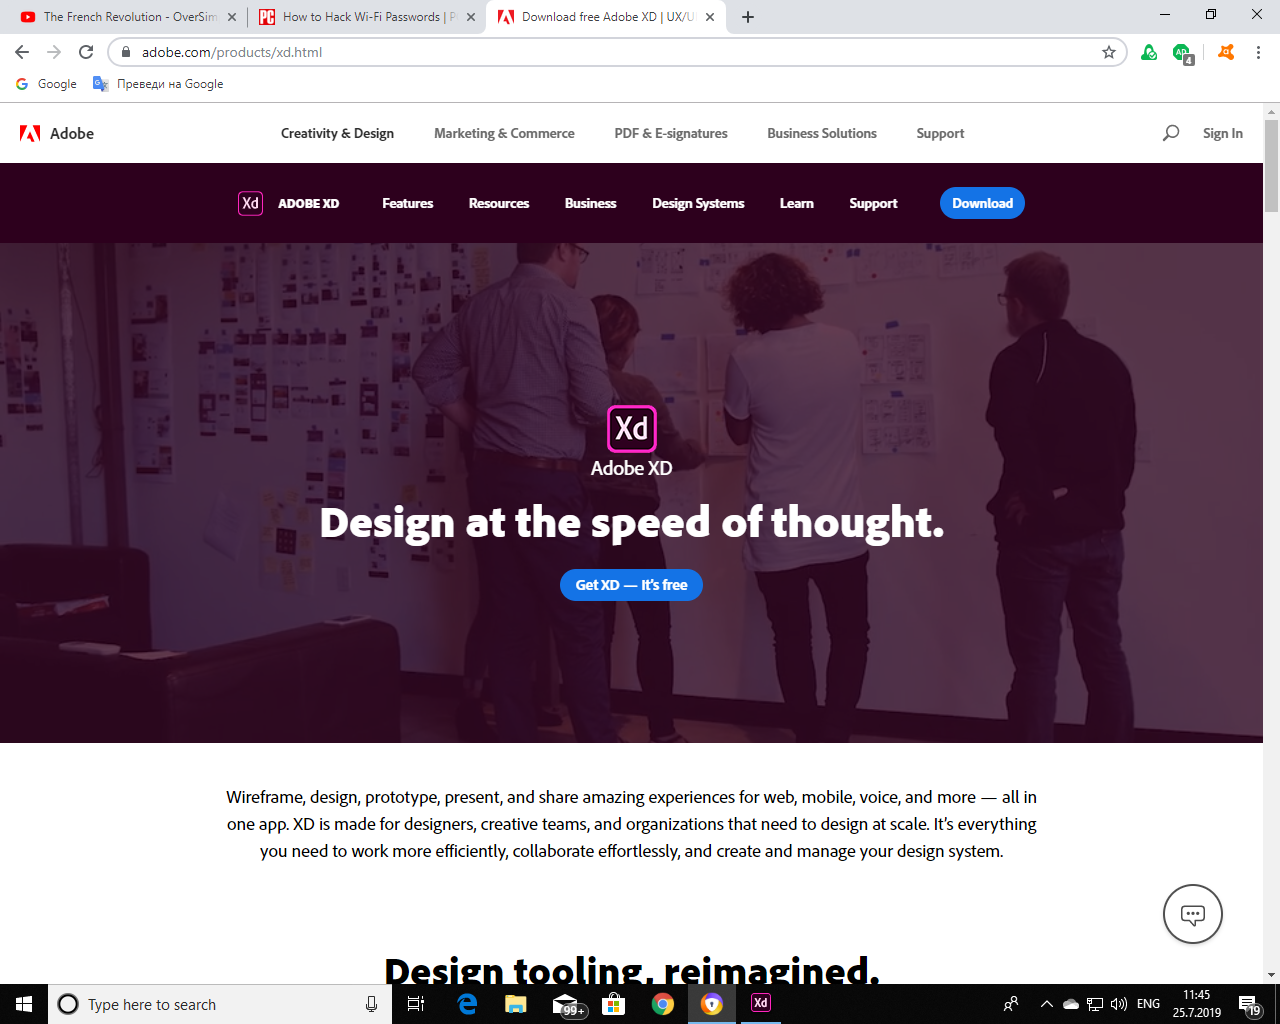 The French Revolution - OverSim
How to Hack Wi-Fi Passwords | P
Download free Adobe XD | UX/U
adobe.com/products/xd.html
4
Google
Преведи на Google
Adobe
Creativity & Design
Marketing & Commerce
PDF & E-signatures
Business Solutions
Support
Sign In
Xd
ADOBE XD
Features
Resources
Business
Design Systems
Learn
Support
Download
Xd
Adobe XD
Design at the speed of thought.
Get XD — It's free
Wireframe, design, prototype, present, and share amazing experiences for web, mobile, voice, and more — all in
one app. XD is made for designers, creative teams, and organizations that need to design at scale. It's everything
you need to work more efficiently, collaborate effortlessly, and create and manage your design system.
Design tooling, reimagined.
Type here to search
99+
Xd
ENG
11:45
25.7.2019
19